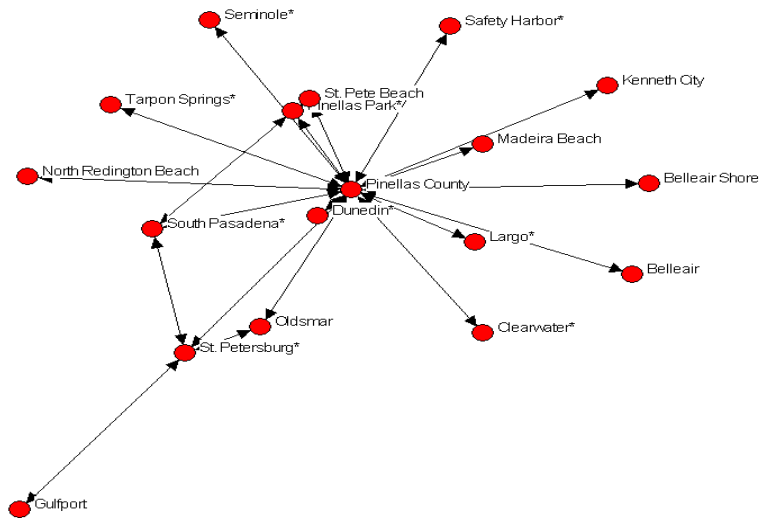 Seminole*
Safety Harbor*
Kenneth City
St. Pete Beach
Tarpon Springs*
Pinellas Park*
Madeira Beach
North Redington Beach
Belleair Shore
Pinellas County
Dunedin*
South Pasadena*
Largo*
Belleair
Oldsmar
Clearwater*
St. Petersburg*
Gulfport